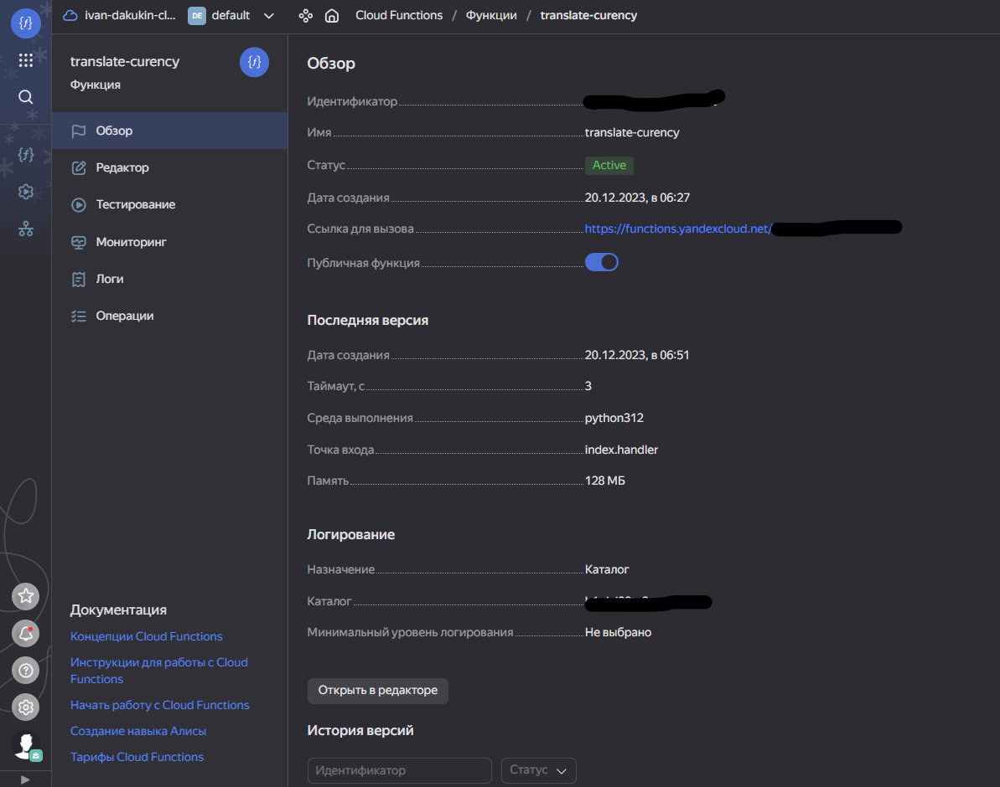 {f}
ivan-dakukin-cl...
DE
default
Cloud Functions / Функции / translate-curency
translate-curency
Функция
{f}
{f}
Обзор
Редактор
Тестирование
Мониторинг
Логи
Операции
Документация
Концепции Cloud Functions
Инструкции для работы с Cloud
Functions
Начать работу с Cloud Functions
Создание навыка Алисы
Тарифы Cloud Functions
Обзор
Идентификатор
Имя translate-curency
Статус Active
Дата создания 20.12.2023, в 06:27
Ссылка для вызова https://functions.yandexcloud.net/
Публичная функция
Последняя версия
Дата создания 20.12.2023, в 06:51
Таймаут, с 3
Среда выполнения python312
Точка входа index.handler
Память 128 МБ
Логирование
Назначение Каталог
Каталог
Минимальный уровень логирования Не выбрано
Открыть в редакторе
История версий
Идентификатор
Статус